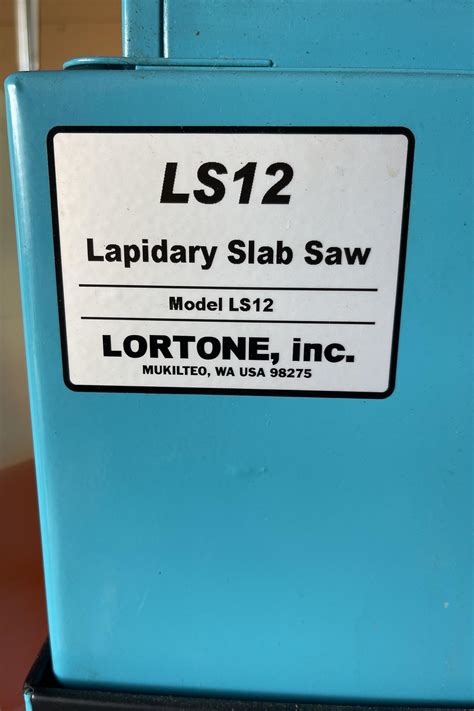 LS12
Lapidary Slab Saw
Model LS12
LORTONE, inc.
MUKILTEO, WA USA 98275